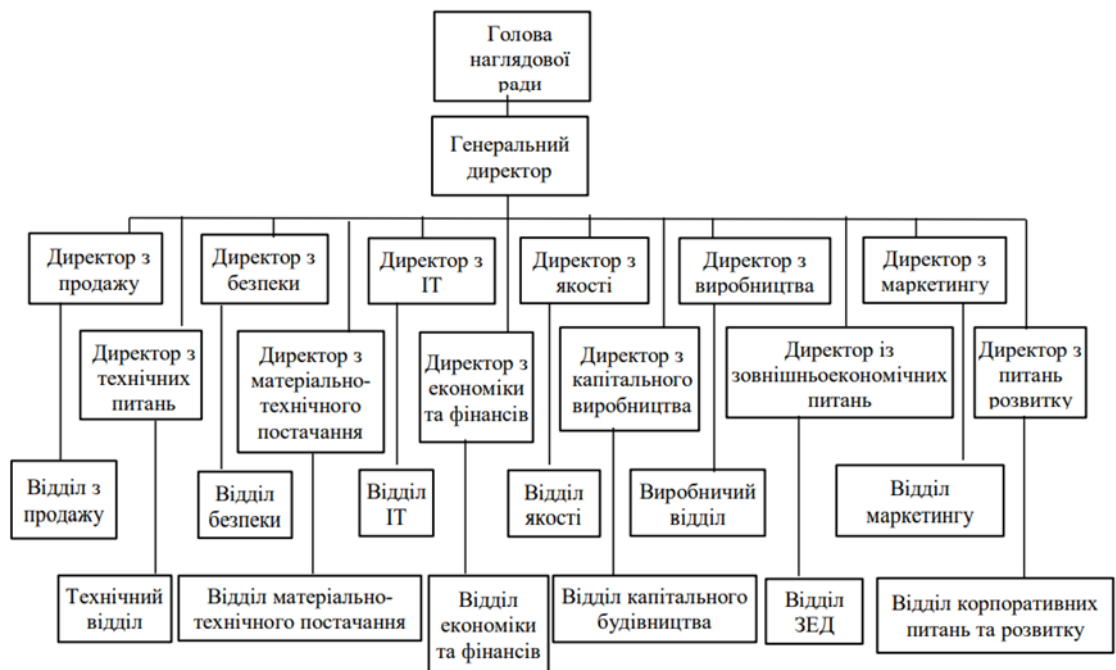 Голова
наглядової
ради
Генеральний
директор
Директор з
продажу
Директор з
безпеки
Директор з
ІТ
Директор з
якості
Директор з
виробництва
Директор з
маркетингу
Директор з
технічних
питань
Директор з
матеріально-
технічного
постачання
Директор з
економіки
та фінансів
Директор з
капітального
виробництва
Директор із
зовнішньоекономічних
питань
Директор з
питань
розвитку
Відділ з
продажу
Відділ
безпеки
Відділ
ІТ
Відділ
якості
Виробничий
відділ
Відділ
маркетингу
Технічний
відділ
Відділ матеріально-
технічного постачання
Відділ
економіки
та фінансів
Відділ капітального
будівництва
Відділ
ЗЕД
Відділ корпоративних
питань та розвитку